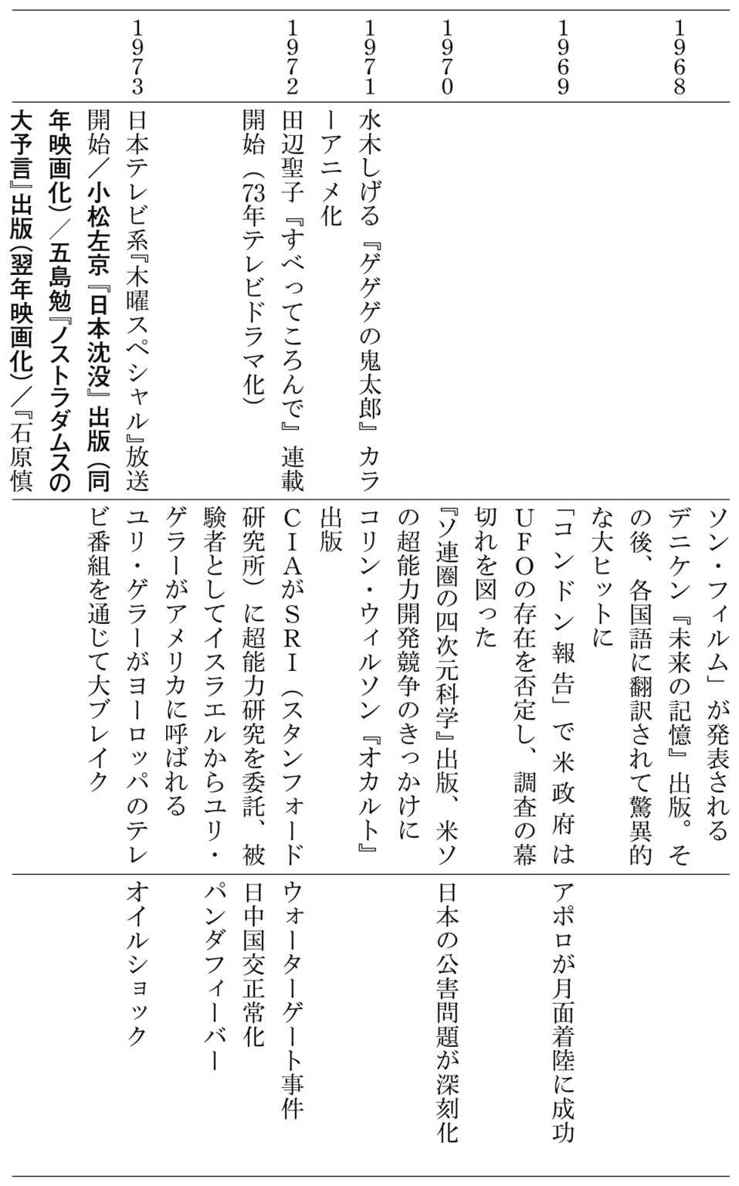 ソン・フィルム」が発表される
1968
デニケン『未来の記憶』出版。そ
の後、各国語に翻訳されて驚異的
な大ヒットに
1969
「コンドン報告」で米政府は
UFOの存在を否定し、調査の幕
切れを図った
アポロが月面着陸に成功
1970
『ソ連圏の四次元科学』出版、米ソ
の超能力開発競争のきっかけに
日本の公害問題が深刻化
1971
水木しげる『ゲゲゲの鬼太郎』カラ
ーアニメ化
コリン・ウィルソン『オカルト』
出版
1972
田辺聖子『すべってころんで』連載
開始（73年テレビドラマ化）
CIAがSRI（スタンフォード
研究所）に超能力研究を委託、被
験者としてイスラエルからユリ・
ゲラーがアメリカに呼ばれる
ウォーターゲート事件
日中国交正常化
パンダフィーバー
1973
日本テレビ系『木曜スペシャル』放送
開始／小松左京『日本沈没』出版（同
年映画化）／五島勉『ノストラダムスの
大予言』出版（翌年映画化）／『石原慎
ユリ・ゲラーがヨーロッパのテレ
ビ番組を通じて大ブレイク
オイルショック